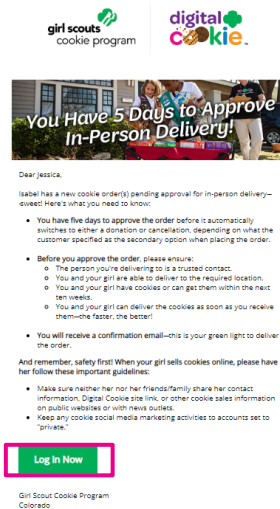 girl scouts
cookie program
digital
cookie™
You Have 5 Days to Approve
In-Person Delivery!
Dear Jessica,
Isabel has a new cookie order(s) pending approval for in-person delivery—
sweet! Here's what you need to know:
• You have five days to approve the order before it automatically
switches to either a donation or cancellation, depending on what the
customer specified as the secondary option when placing the order.
• Before you approve the order, please ensure:
o The person you're delivering to is a trusted contact.
o You and your girl are able to deliver to the required location.
o You and your girl have cookies or can get them within the next
ten weeks.
o You and your girl can deliver the cookies as soon as you receive
them—the faster, the better!
• You will receive a confirmation email—this is your green light to deliver
the order.
And remember, safety first! When your girl sells cookies online, please have
her follow these important guidelines:
• Make sure neither her nor her friends/family share her contact
information, Digital Cookie site link, or other cookie sales information
on public websites or with news outlets.
• Keep any cookie social media marketing activities to accounts set to
"private."
Log In Now
Girl Scout Cookie Program
Colorado